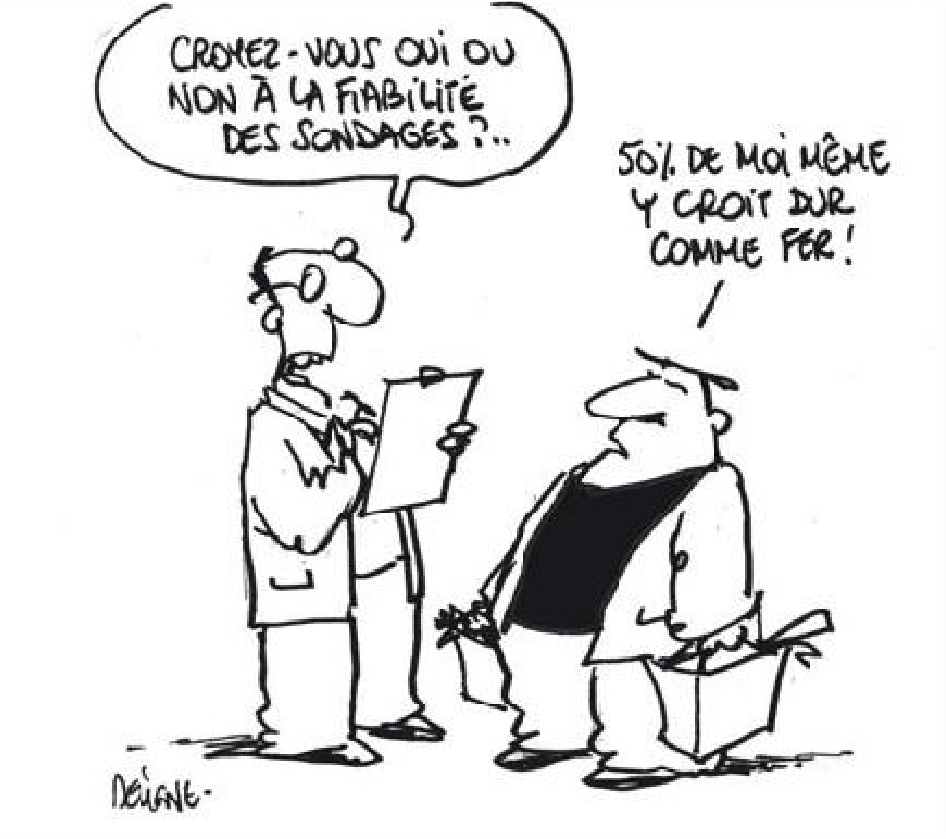 CROYEZ-VOUS OUI OU
NON À LA FIABILITÉ
DES SONDAGES ?..
50% DE MOI MÊME
Y CROIT DUR
COMME FER !